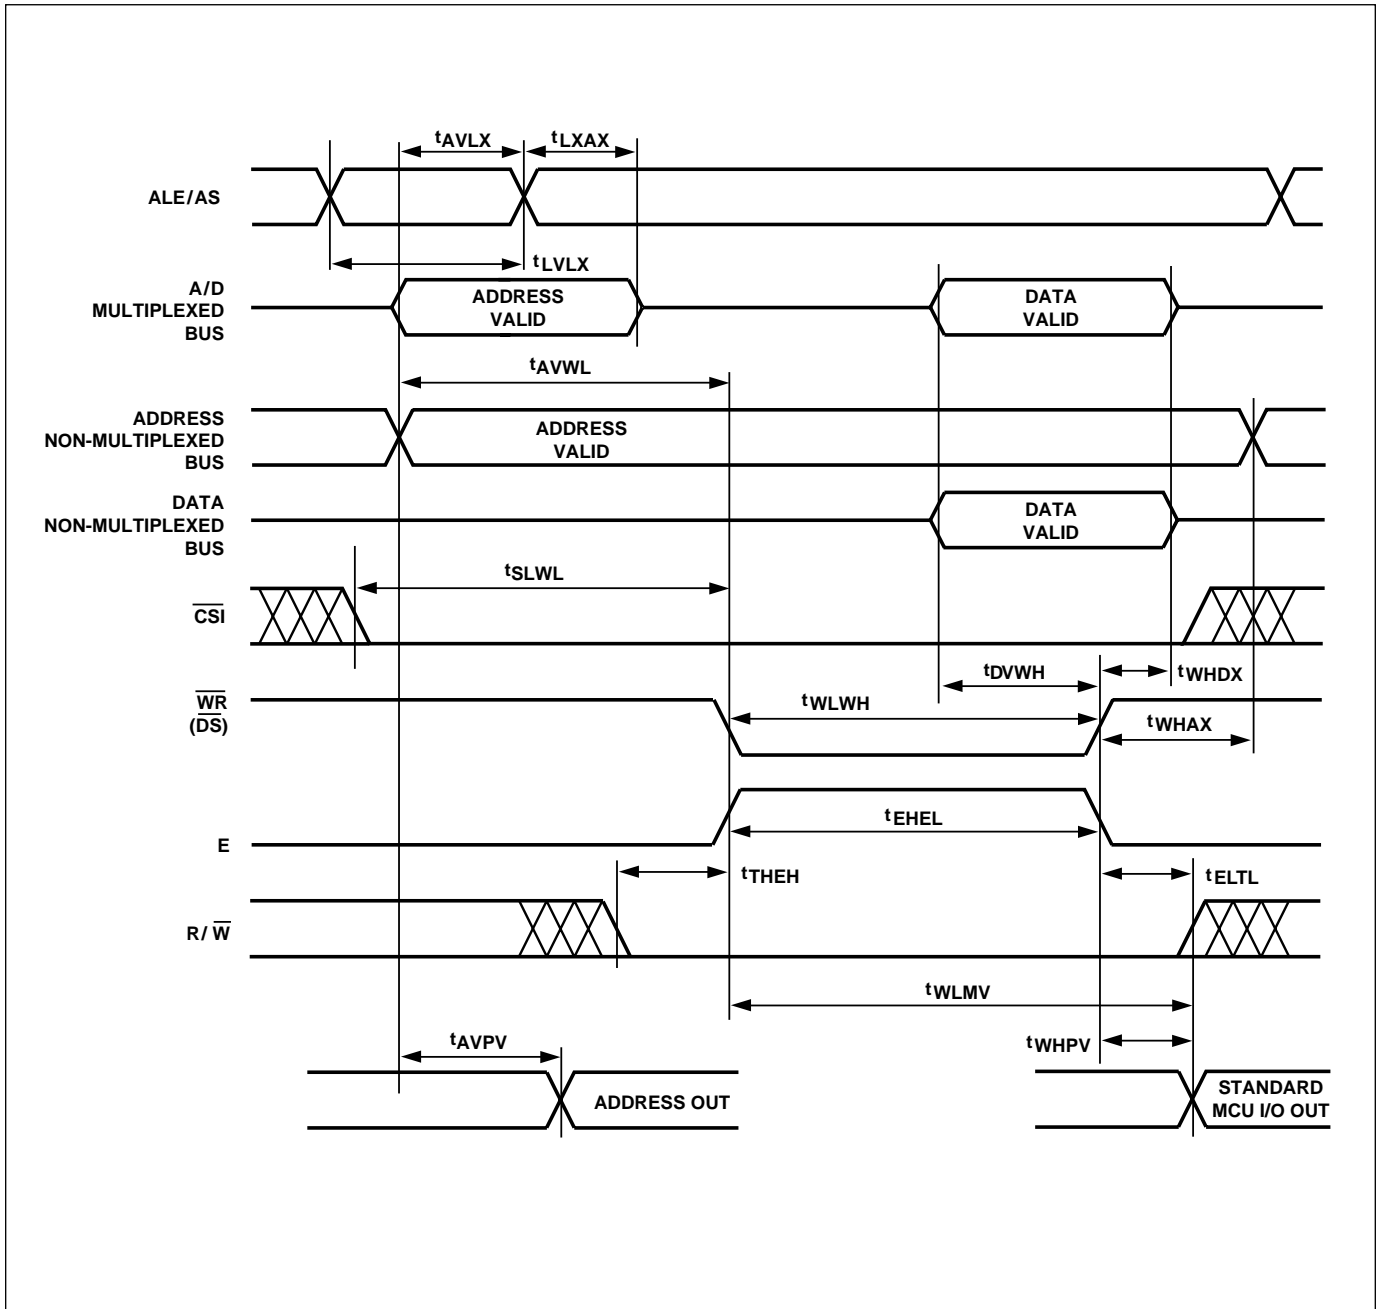 tAVLX
tLXAX
ALE/AS
tLVLX
A/D
MULTIPLEXED
BUS
ADDRESS
VALID
DATA
VALID
tAVWL
ADDRESS
NON-MULTIPLEXED
BUS
ADDRESS
VALID
DATA
NON-MULTIPLEXED
BUS
DATA
VALID
tSLWL
CSI
tDVWH
tWHDX
WR
(DS)
tWLWH
tWHAX
tEHEL
E
tTHEH
tELTL
R/ W
tWLMV
tAVPV
tWHPV
ADDRESS OUT
STANDARD
MCU I/O OUT